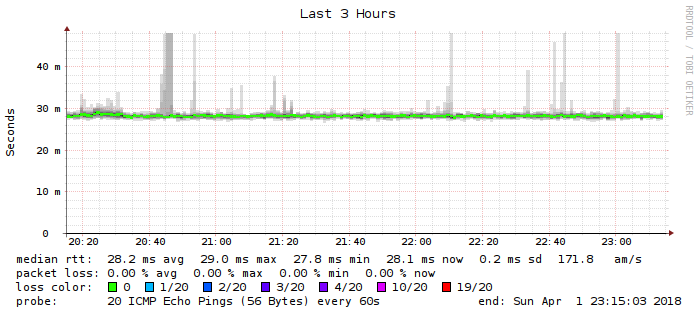 Last 3 Hours
RRDTOOL / TOBI OETIKER
Seconds
40 m
30 m
20 m
10 m
0
20:20 20:40 21:00 21:20 21:40 22:00 22:20 22:40 23:00
median rtt: 28.2 ms avg 29.0 ms max 27.8 ms min 28.1 ms now 0.2 ms sd 171.8 am/s
packet loss: 0.00 % avg 0.00 % max 0.00 % min 0.00 % now
loss color: 0 1/20 2/20 3/20 4/20 10/20 19/20
probe: 20 ICMP Echo Pings (56 Bytes) every 60s end: Sun Apr 1 23:15:03 2018